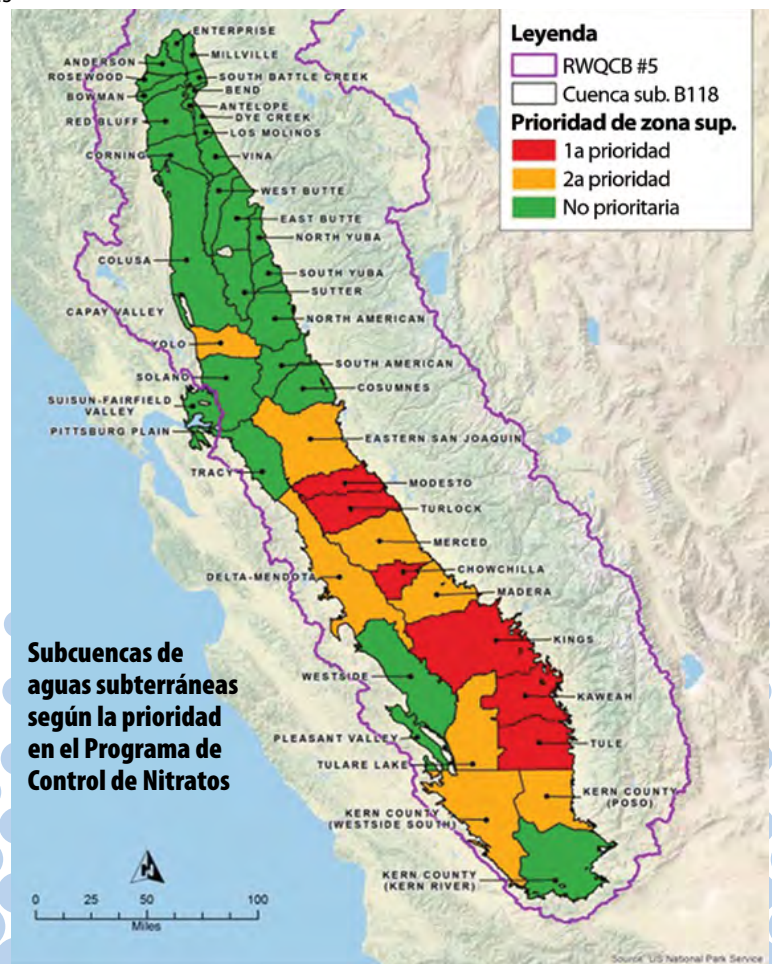 Leyenda
RWQCB #5
Cuenca sub. B118
Prioridad de zona sup.
1a prioridad
2a prioridad
No prioritaria
ENTERPRISE
ANDERSON
MILLVILLE
ROSEWOOD
SOUTH BATTLE CREEK
BEND
BOWMAN
ANTELOPE
DYE CREEK
RED BLUFF
LOS MOLINOS
CORNING
VINA
WEST BUTTE
EAST BUTTE
NORTH YUBA
COLUSA
SOUTH YUBA
SUTTER
CAPAY VALLEY
NORTH AMERICAN
YOLO
SOUTH AMERICAN
SOLANO
COSUMNES
SUISUN-FAIRFIELD
VALLEY
PITTSBURG PLAIN
EASTERN SAN JOAQUIN
TRACY
MODESTO
TURLOCK
MERCED
DELTA-MENDOTA
CHOWCHILLA
MADERA
KINGS
WESTSIDE
KAWEAH
PLEASANT VALLEY
TULE
TULARE LAKE
KERN COUNTY
(POSO)
KERN COUNTY
(WESTSIDE SOUTH)
KERN COUNTY
(KERN RIVER)
Subcuencas de
aguas subterráneas
según la prioridad
en el Programa de
Control de Nitratos
N
0 25 50 100
Miles
Source: US National Park Service